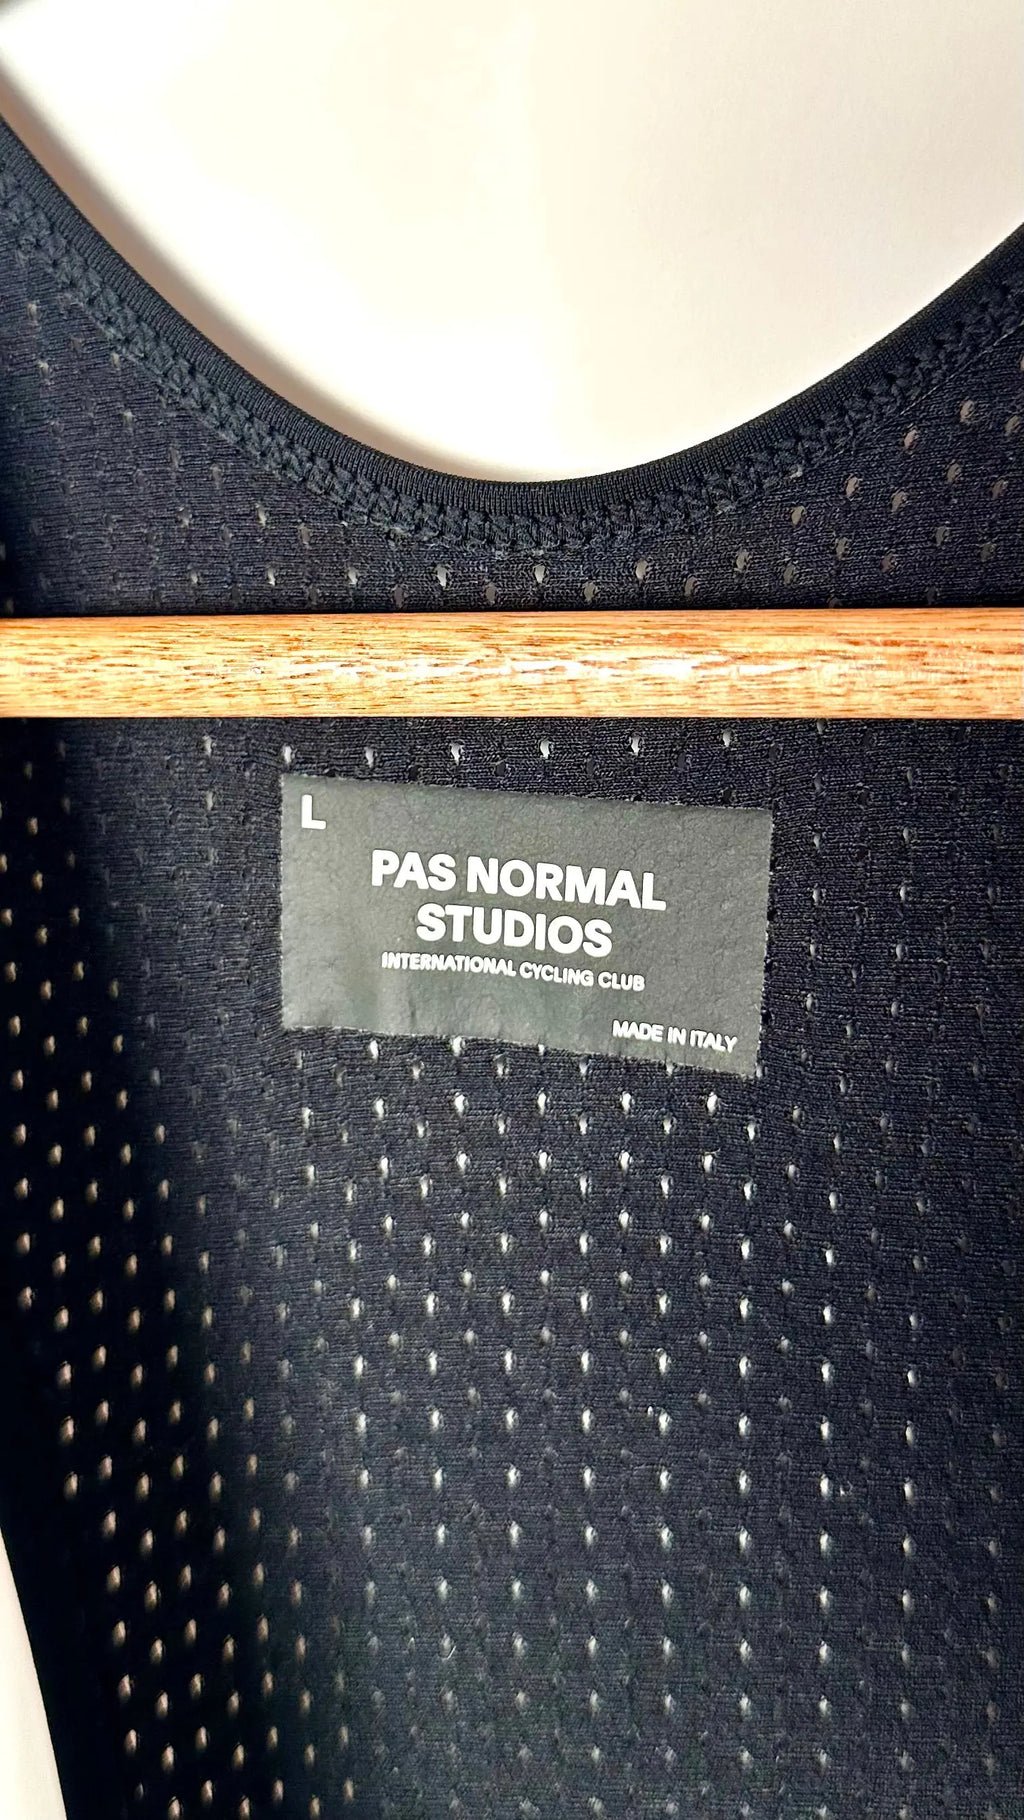 L
PAS NORMAL
STUDIOS
INTERNATIONAL CYCLING CLUB
MADE IN ITALY